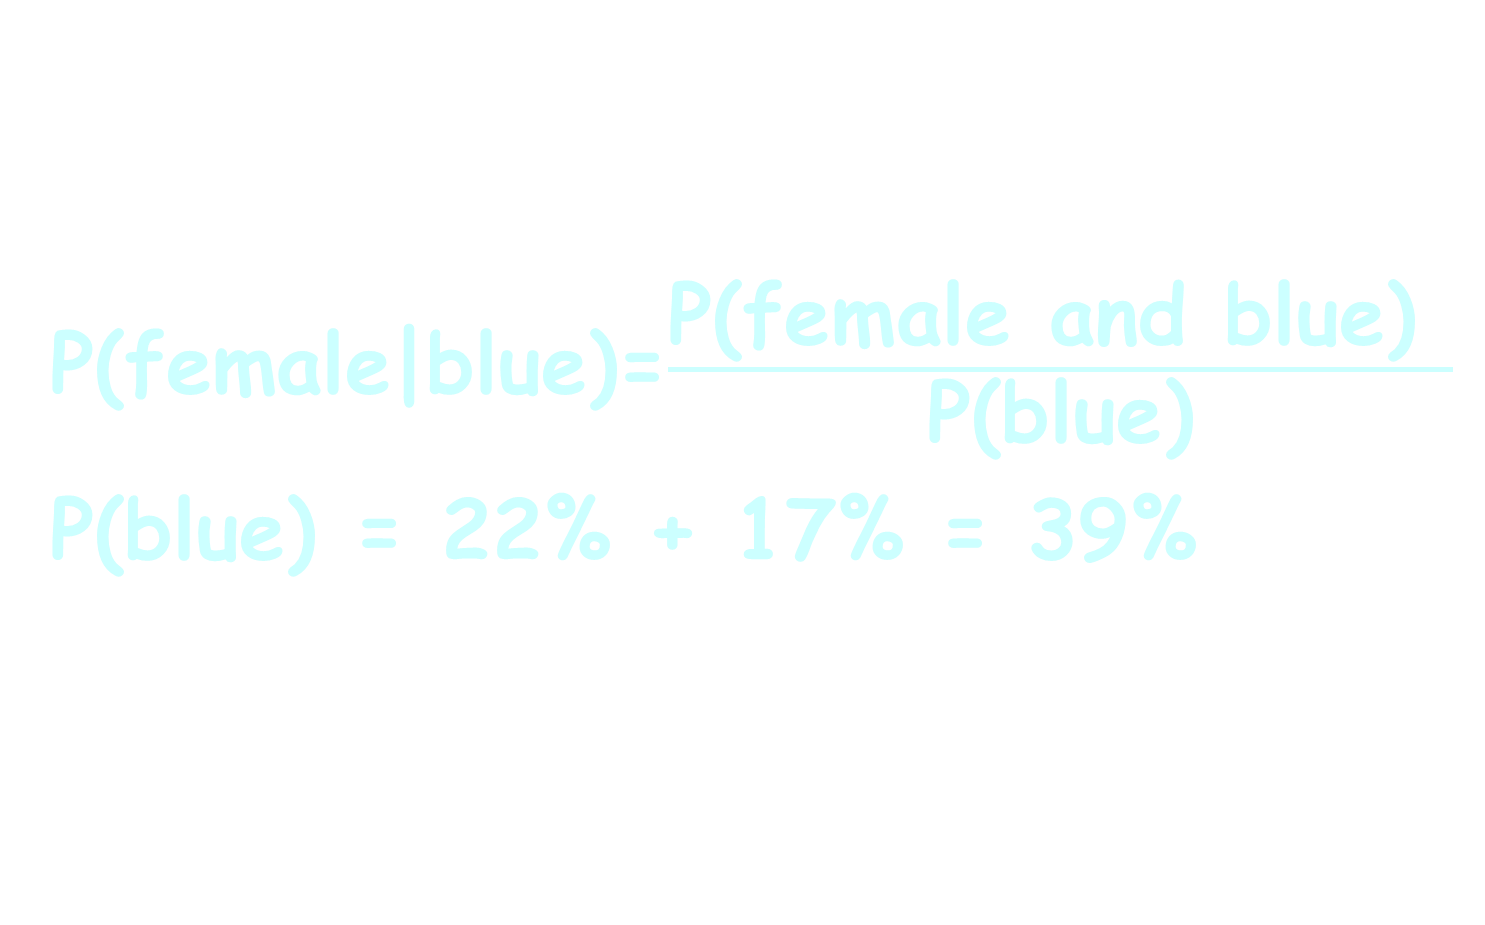 P(female|blue)=P(female and blue)
P(blue)
P(blue) = 22% + 17% = 39%